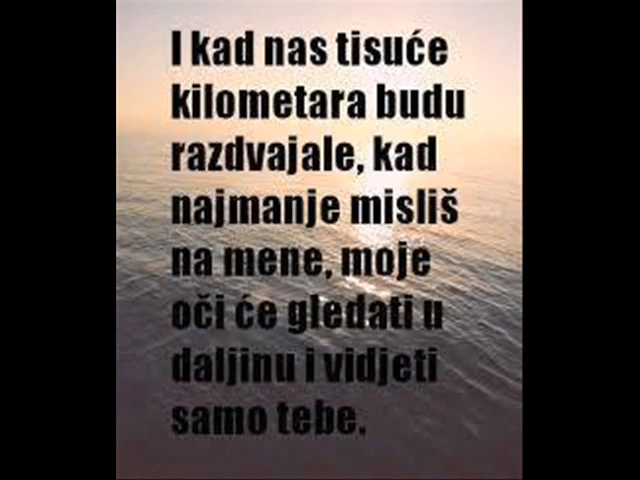 I kad nas tisuće
kilometara budu
razdvajale, kad
najmanje misliš
na mene, moje
oči će gledati u
daljinu i vidjeti
samo tebe.